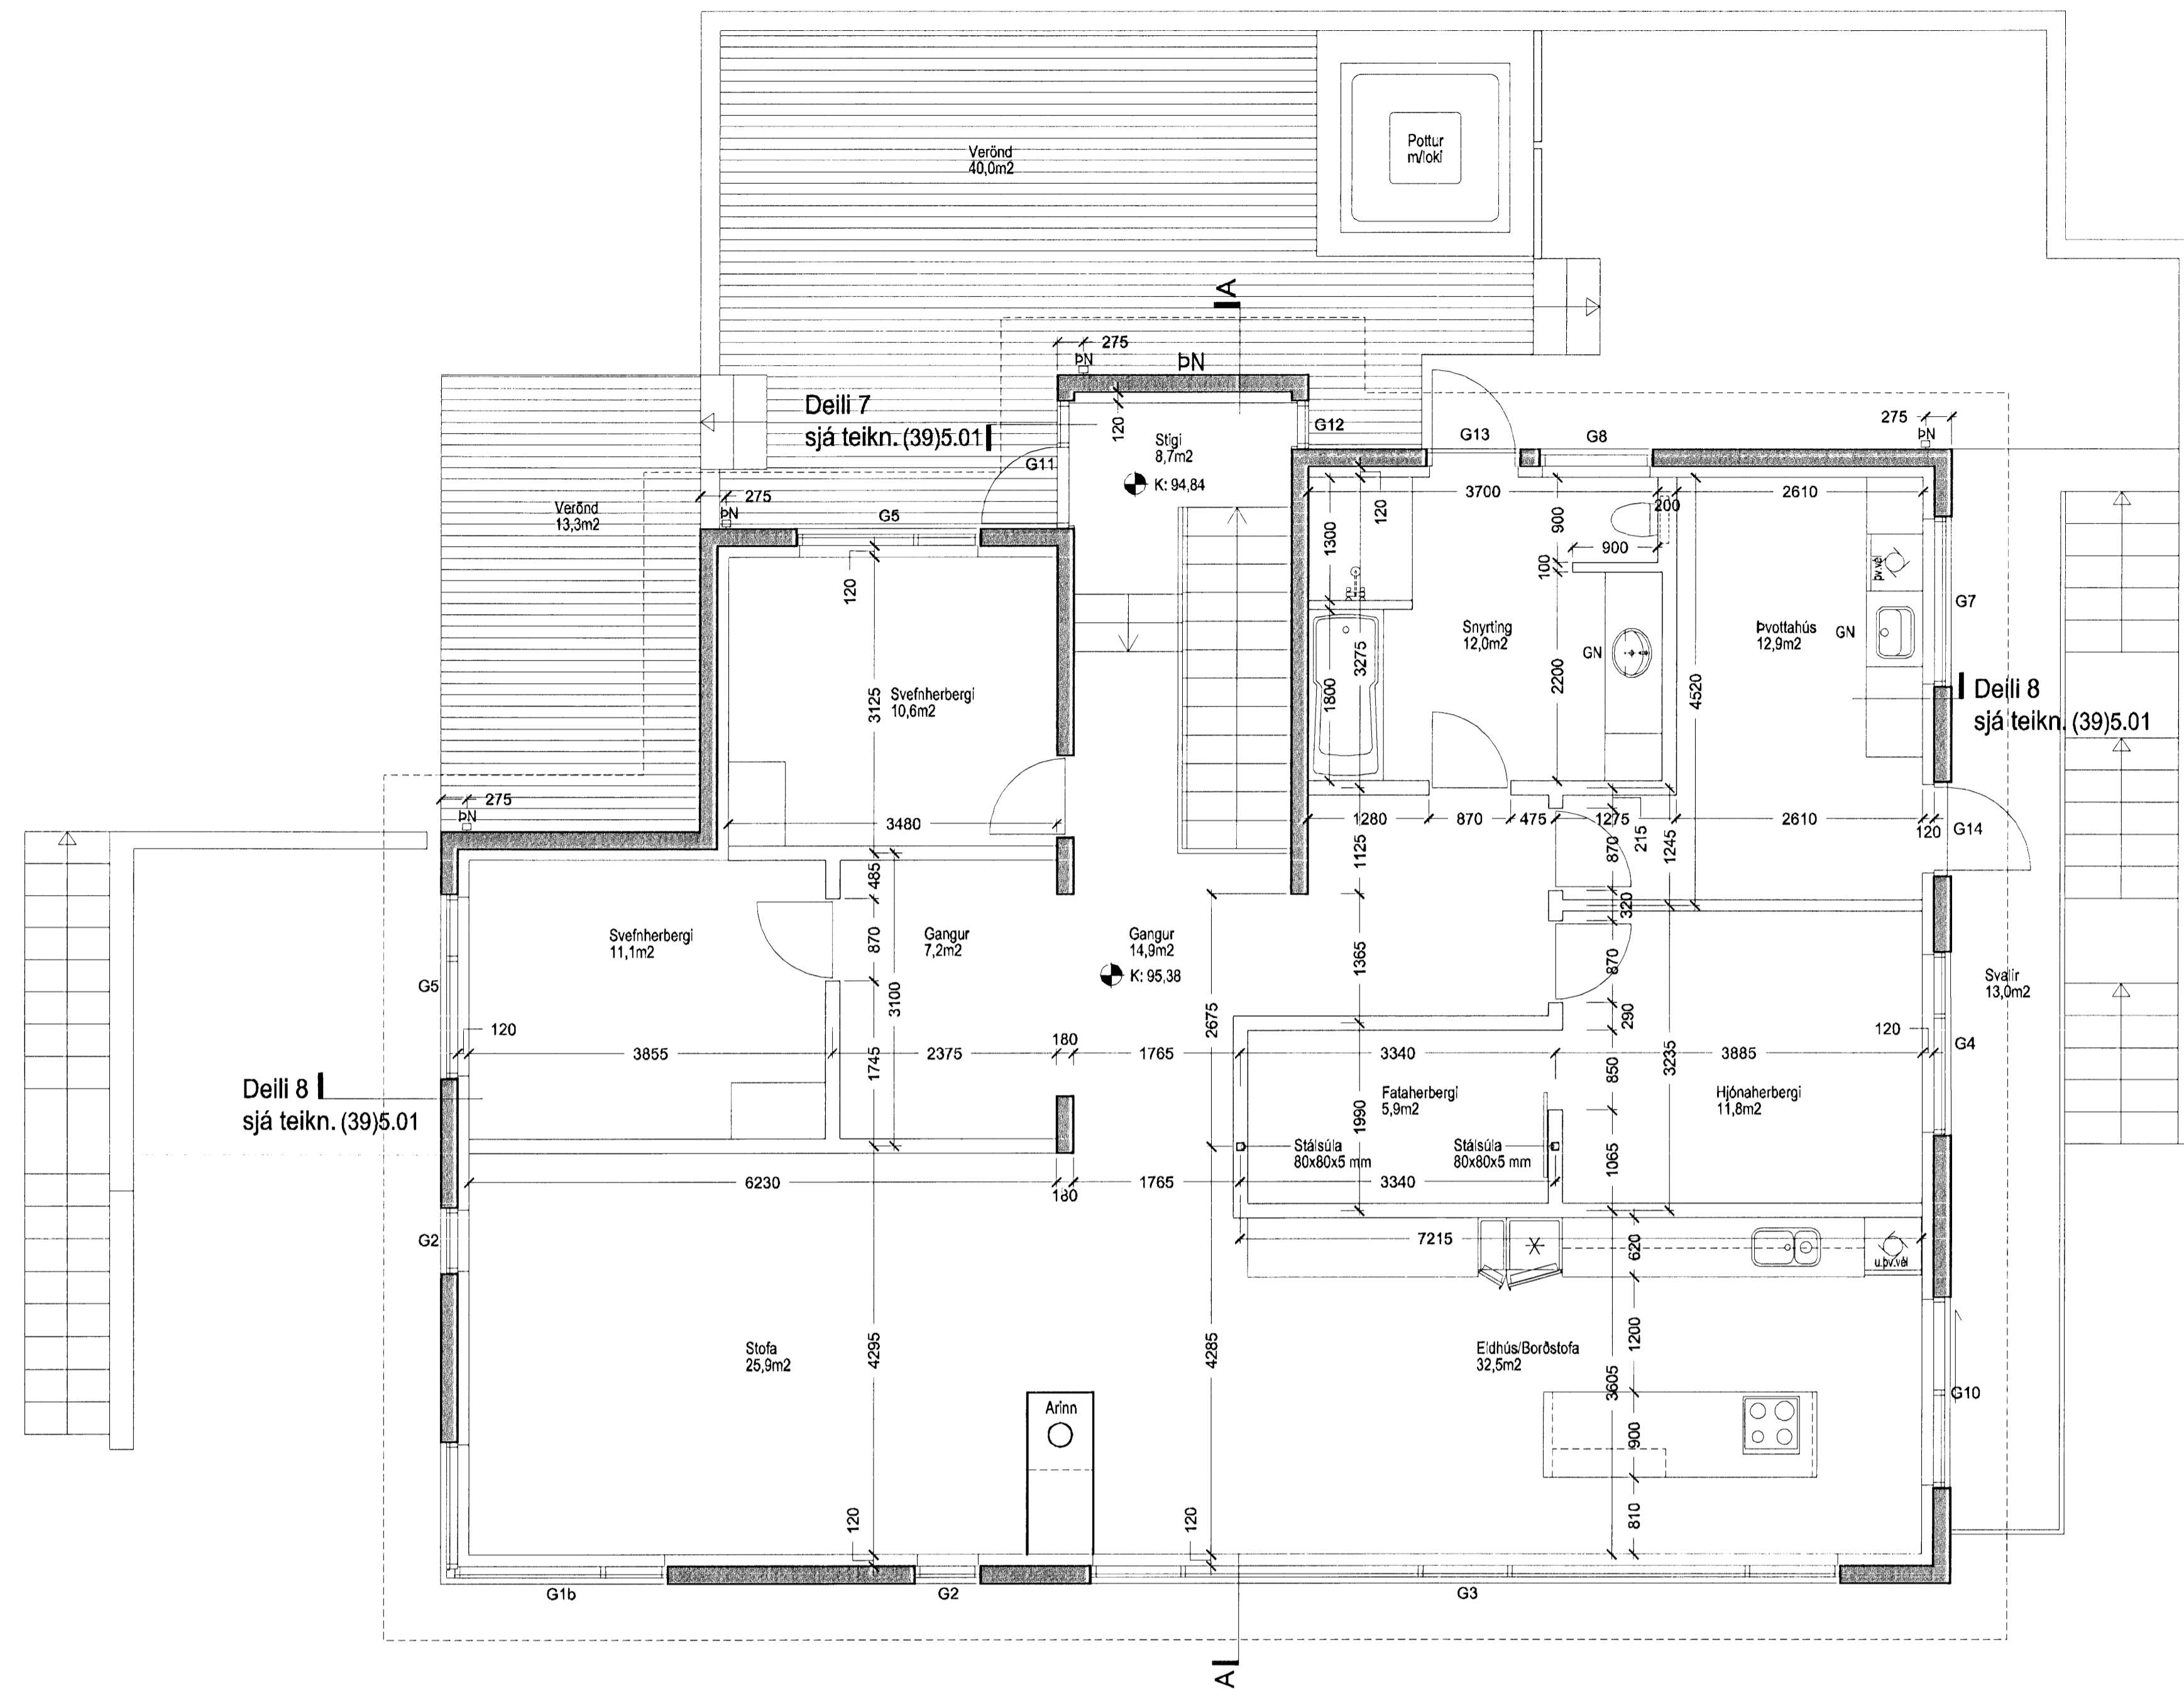 Verönd
40,0m2
Pottur
m/loki
A
275
ÞN
ÞN
Deili 7
sjá teikn. (39)5.01
120
Stigi
8,7m2
K: 94,84
G11
G12
G13
G8
275
ÞN
Verönd
13,3m2
275
ÞN
G5
120
3700
200
2610
1300
120
900
900
100
þv.vél
G7
3125
Svefnherbergi
10,6m2
3275
1800
Snyrting
12,0m2
GN
2200
4520
Þvottahús
12,9m2
GN
Deili 8
sjá teikn. (39)5.01
275
ÞN
3480
1280
870
475
1275
215
2610
120
G14
485
1125
870
1245
320
Svefnherbergi
11,1m2
870
Gangur
7,2m2
Gangur
14,9m2
K: 95,38
1365
870
G5
3100
2675
290
Svalir
13,0m2
120
3855
1745
2375
180
1765
3340
850
3235
3885
120
G4
Deili 8
sjá teikn. (39)5.01
Fataherbergi
5,9m2
1990
Hjónaherbergi
11,8m2
Stálsúla
80x80x5 mm
Stálsúla
80x80x5 mm
1065
6230
180
1765
3340
G2
7215
620
u.þv.vél
Stofa
25,9m2
4295
4285
Eldhús/Borðstofa
32,5m2
1200
3605
Arinn
900
G10
120
120
810
G1b
G2
G3
A